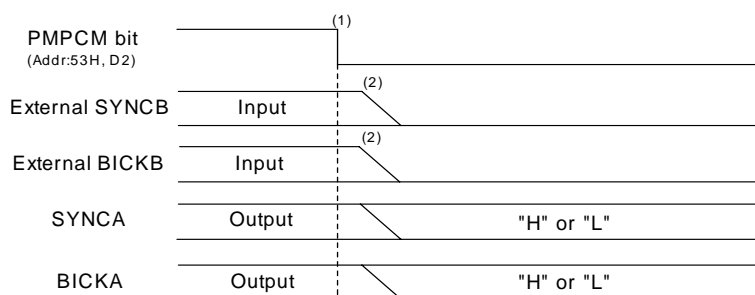 (1)
PMPCM bit
(Addr:53H, D2)
(2)
External SYNCB Input
(2)
External BICKB Input
SYNCA Output "H" or "L"
BICKA Output "H" or "L"